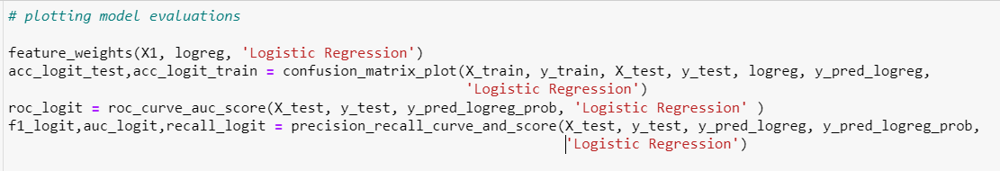 # plotting model evaluations
feature_weights(X1, logreg, 'Logistic Regression')
acc_logit_test,acc_logit_train = confusion_matrix_plot(X_train, y_train, X_test, y_test, logreg, y_pred_logreg,
'Logistic Regression')
roc_logit = roc_curve_auc_score(X_test, y_test, y_pred_logreg_prob, 'Logistic Regression' )
f1_logit,auc_logit,recall_logit = precision_recall_curve_and_score(X_test, y_test, y_pred_logreg, y_pred_logreg_prob,
'Logistic Regression')